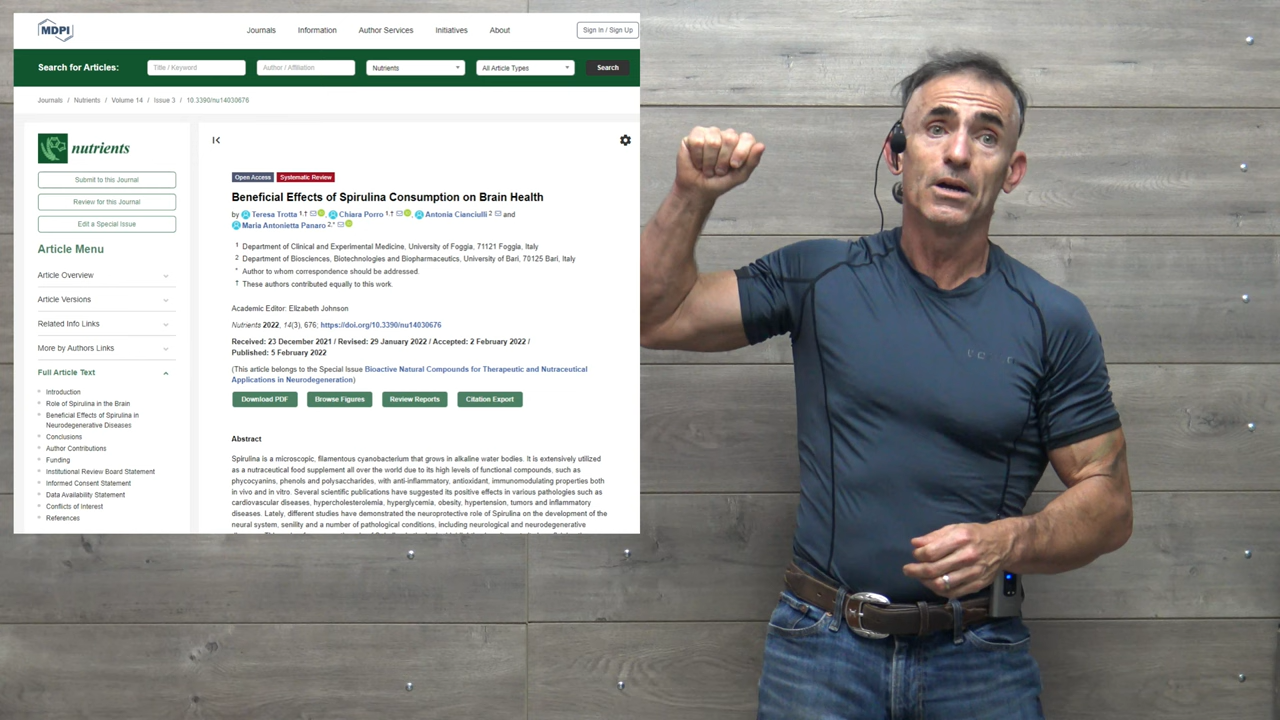 MDPI
Journals Information Author Services Initiatives About
Sign In / Sign Up
Search for Articles:
Title / Keyword
Author / Affiliation
Nutrients
All Article Types
Search
Journals / Nutrients / Volume 14 / Issue 3 / 10.3390/nu14030676
nutrients
Submit to this Journal
Review for this Journal
Edit a Special Issue
Article Menu
Article Overview
Article Versions
Related Info Links
More by Authors Links
Full Article Text
Introduction
Role of Spirulina in the Brain
Beneficial Effects of Spirulina in
Neurodegenerative Diseases
Conclusions
Author Contributions
Funding
Institutional Review Board Statement
Informed Consent Statement
Data Availability Statement
Conflicts of Interest
References
Open Access Systematic Review
Beneficial Effects of Spirulina Consumption on Brain Health
by Teresa Trotta 1,†, Chiara Porro 1,†, Antonia Cianciulli 2 and
Maria Antonietta Panaro 2,*
1 Department of Clinical and Experimental Medicine, University of Foggia, 71121 Foggia, Italy
2 Department of Biosciences, Biotechnologies and Biopharmaceutics, University of Bari, 70125 Bari, Italy
* Author to whom correspondence should be addressed.
† These authors contributed equally to this work.
Academic Editor: Elizabeth Johnson
Nutrients 2022, 14(3), 676; https://doi.org/10.3390/nu14030676
Received: 23 December 2021 / Revised: 29 January 2022 / Accepted: 2 February 2022 /
Published: 5 February 2022
(This article belongs to the Special Issue Bioactive Natural Compounds for Therapeutic and Nutraceutical
Applications in Neurodegeneration)
Download PDF
Browse Figures
Review Reports
Citation Export
Abstract
Spirulina is a microscopic, filamentous cyanobacterium that grows in alkaline water bodies. It is extensively utilized
as a nutraceutical food supplement all over the world due to its high levels of functional compounds, such as
phycocyanins, phenols and polysaccharides, with anti-inflammatory, antioxidant, immunomodulating properties both
in vivo and in vitro. Several scientific publications have suggested its positive effects in various pathologies such as
cardiovascular diseases, hypercholesterolemia, hyperglycemia, obesity, hypertension, tumors and inflammatory
diseases. Lately, different studies have demonstrated the neuroprotective role of Spirulina on the development of the
neural system, senility and a number of pathological conditions, including neurological and neurodegenerative